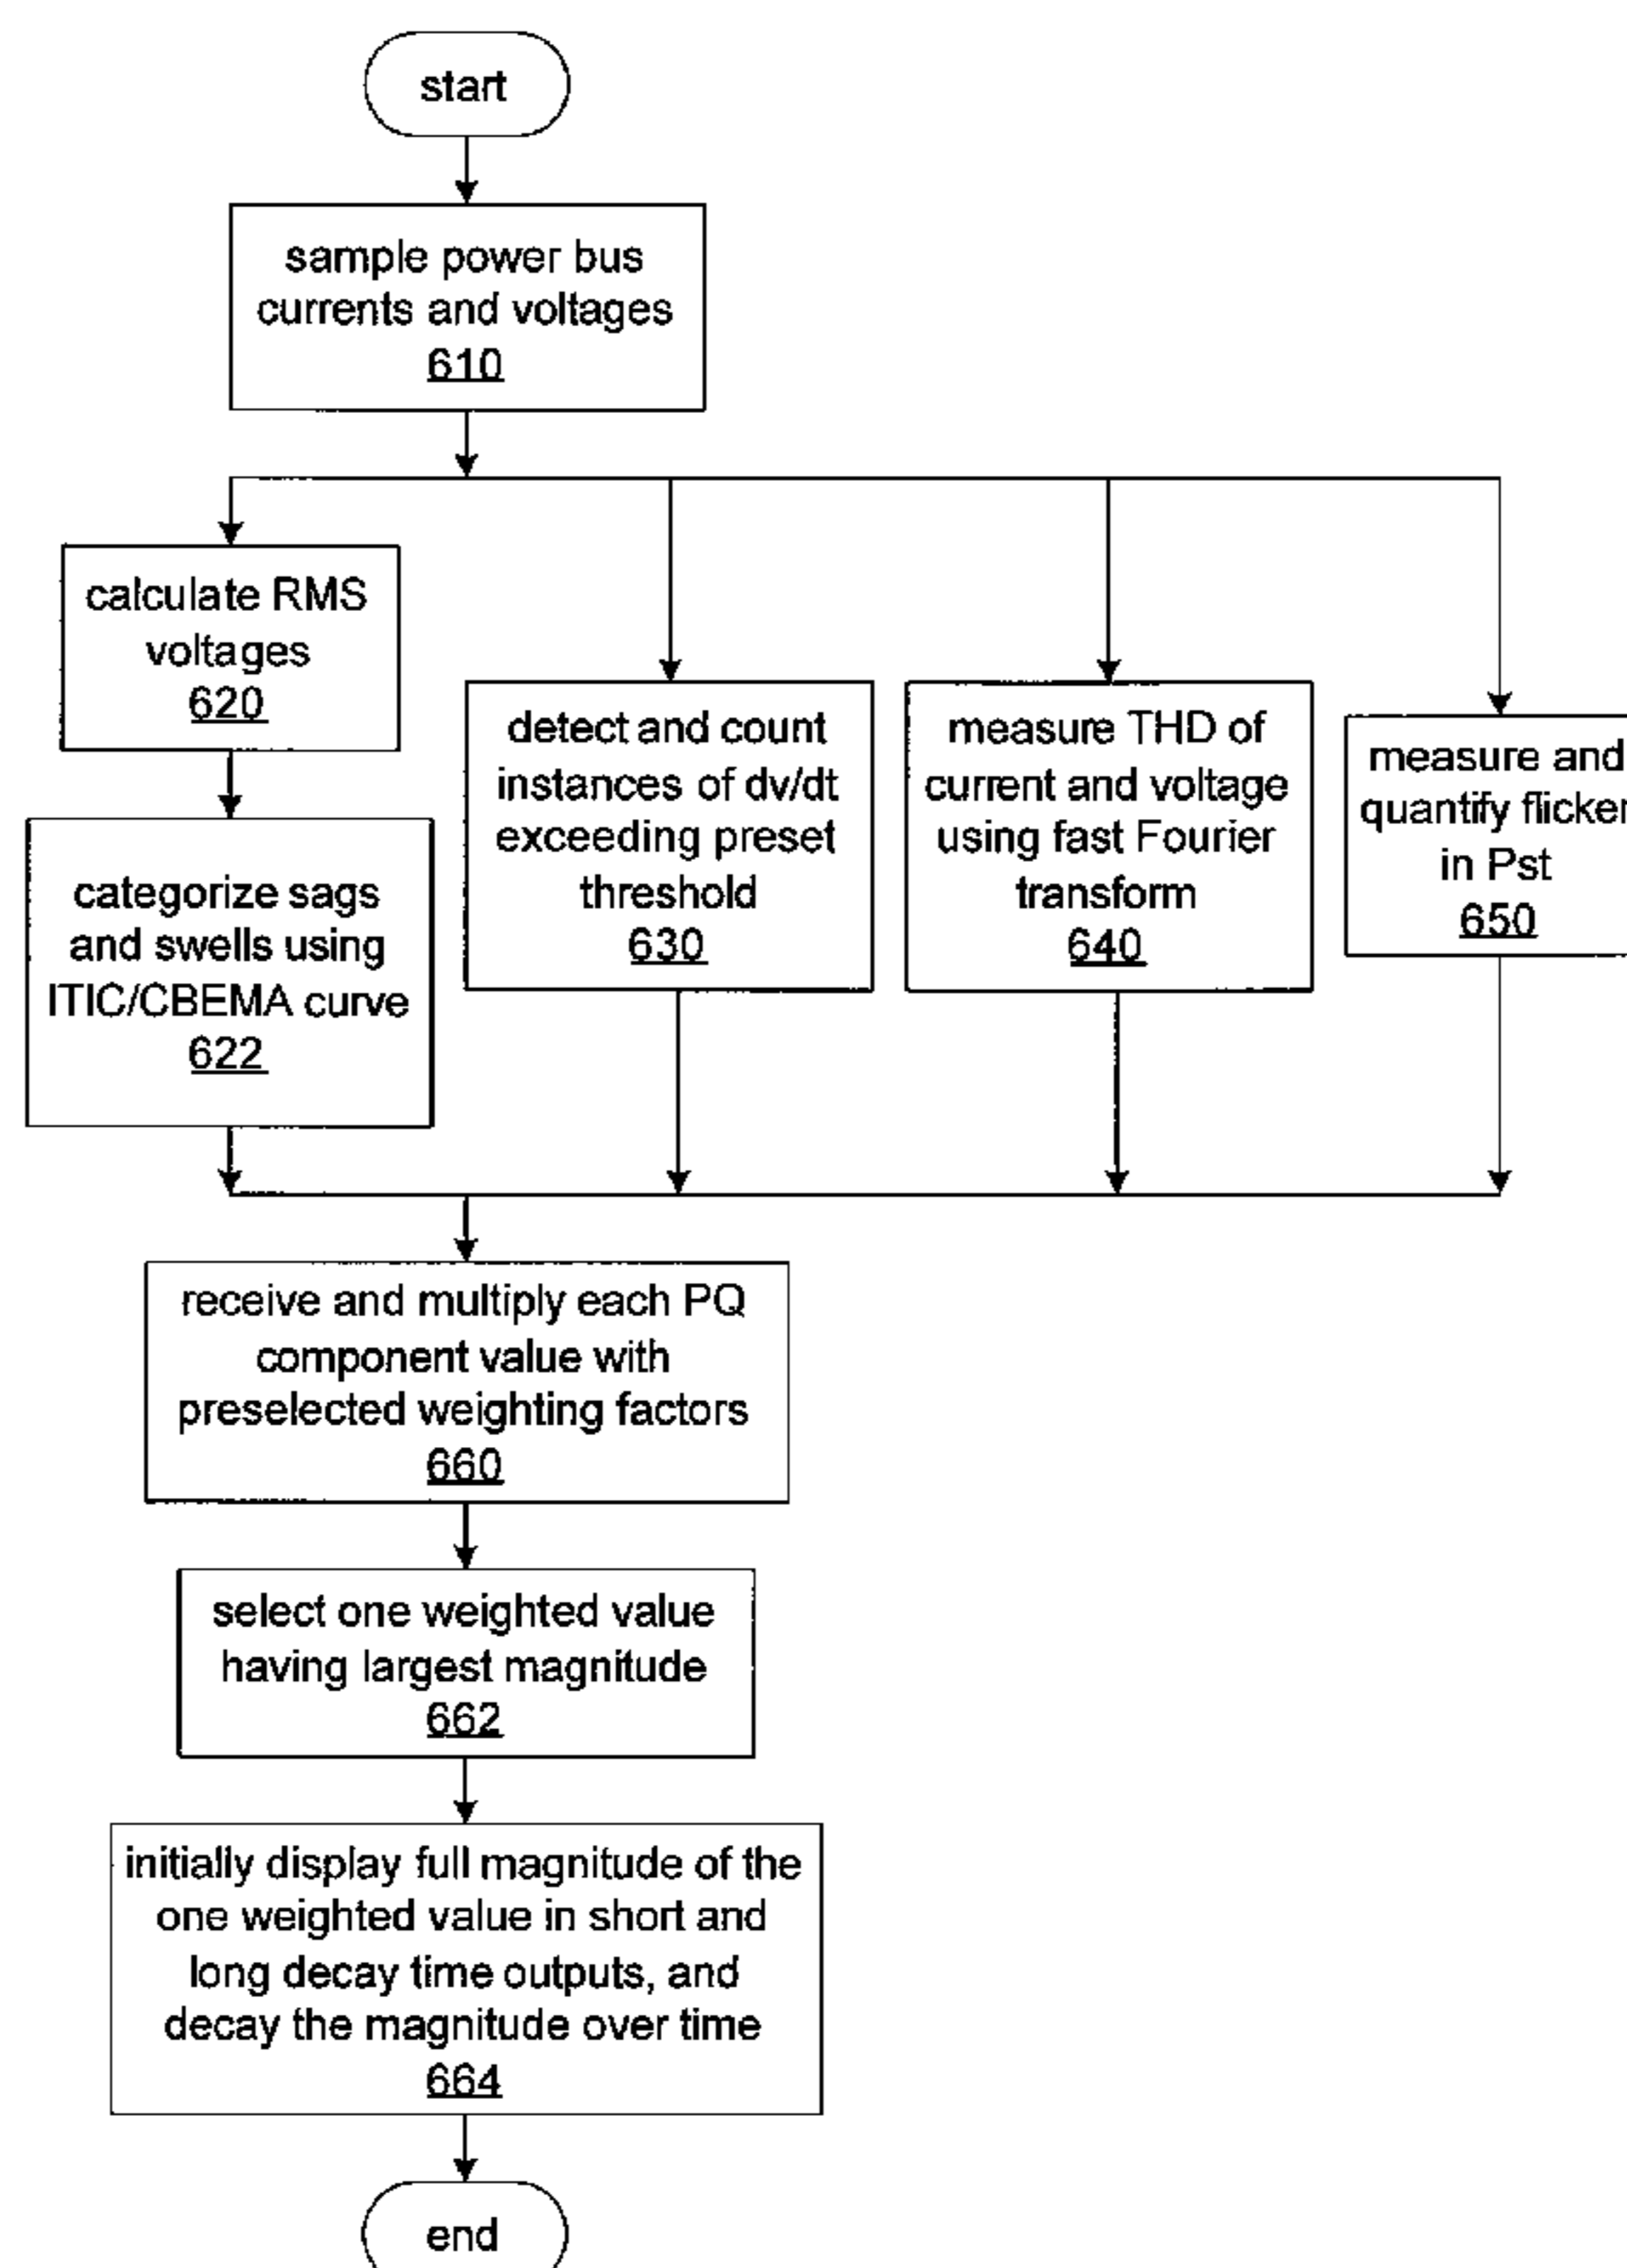 start
sample power bus
currents and voltages
610
calculate RMS
voltages
620
categorize sags
and swells using
ITIC/CBEMA curve
622
detect and count
instances of dv/dt
exceeding preset
threshold
630
measure THD of
current and voltage
using fast Fourier
transform
640
measure and
quantify flicker
in Pst
650
receive and multiply each PQ
component value with
preselected weighting factors
660
select one weighted value
having largest magnitude
662
initially display full magnitude of the
one weighted value in short and
long decay time outputs, and
decay the magnitude over time
664
end